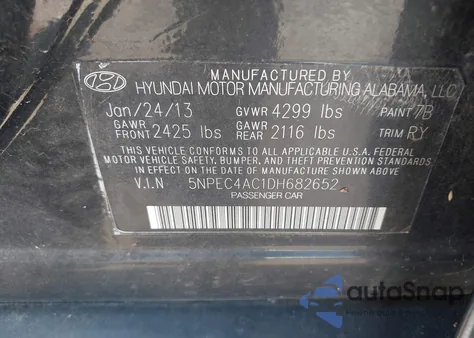 MANUFACTURED BY
HYUNDAI MOTOR MANUFACTURING ALABAMA, LLC
Jan/24/13 GVWR 4299 lbs PAINT 7B
GAWR FRONT 2425 lbs GAWR REAR 2116 lbs TRIM RY
THIS VEHICLE CONFORMS TO ALL APPLICABLE U.S.A FEDERAL
MOTOR VEHICLE SAFETY, BUMPER, AND THEFT PREVENTION STANDARDS
IN EFFECT ON THE DATE OF MANUFACTURE SHOWN ABOVE.
V.I.N 5NPEC4AC1DH682652
PASSENGER CAR
autoSnap